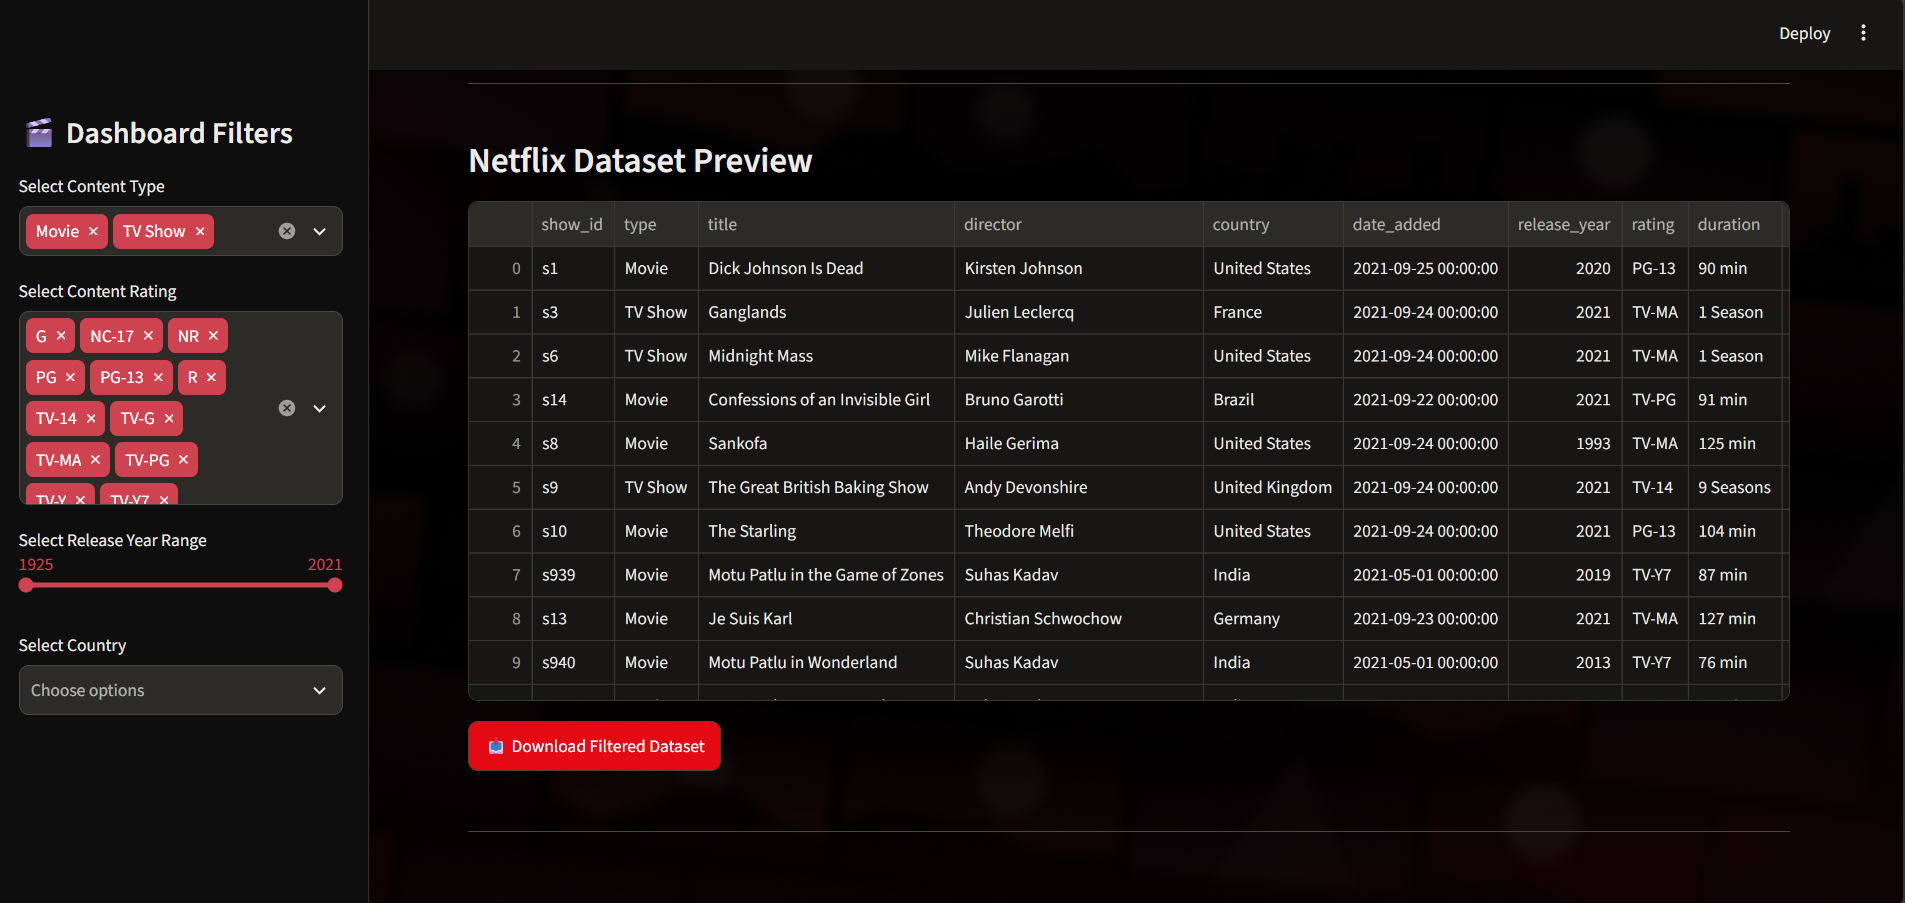 Deploy
Dashboard Filters
Select Content Type
Movie × TV Show ×
Select Content Rating
G × NC-17 × NR ×
PG × PG-13 × R ×
TV-14 × TV-G ×
TV-MA × TV-PG ×
TV-Y × TV-Y7 ×
Select Release Year Range
1925 2021
Select Country
Choose options
Netflix Dataset Preview
show_id type title director country date_added release_year rating duration
0 s1 Movie Dick Johnson Is Dead Kirsten Johnson United States 2021-09-25 00:00:00 2020 PG-13 90 min
1 s3 TV Show Ganglands Julien Leclercq France 2021-09-24 00:00:00 2021 TV-MA 1 Season
2 s6 TV Show Midnight Mass Mike Flanagan United States 2021-09-24 00:00:00 2021 TV-MA 1 Season
3 s14 Movie Confessions of an Invisible Girl Bruno Garotti Brazil 2021-09-22 00:00:00 2021 TV-PG 91 min
4 s8 Movie Sankofa Haile Gerima United States 2021-09-24 00:00:00 1993 TV-MA 125 min
5 s9 TV Show The Great British Baking Show Andy Devonshire United Kingdom 2021-09-24 00:00:00 2021 TV-14 9 Seasons
6 s10 Movie The Starling Theodore Melfi United States 2021-09-24 00:00:00 2021 PG-13 104 min
7 s939 Movie Motu Patlu in the Game of Zones Suhas Kadav India 2021-05-01 00:00:00 2019 TV-Y7 87 min
8 s13 Movie Je Suis Karl Christian Schwochow Germany 2021-09-23 00:00:00 2021 TV-MA 127 min
9 s940 Movie Motu Patlu in Wonderland Suhas Kadav India 2021-05-01 00:00:00 2013 TV-Y7 76 min
Download Filtered Dataset